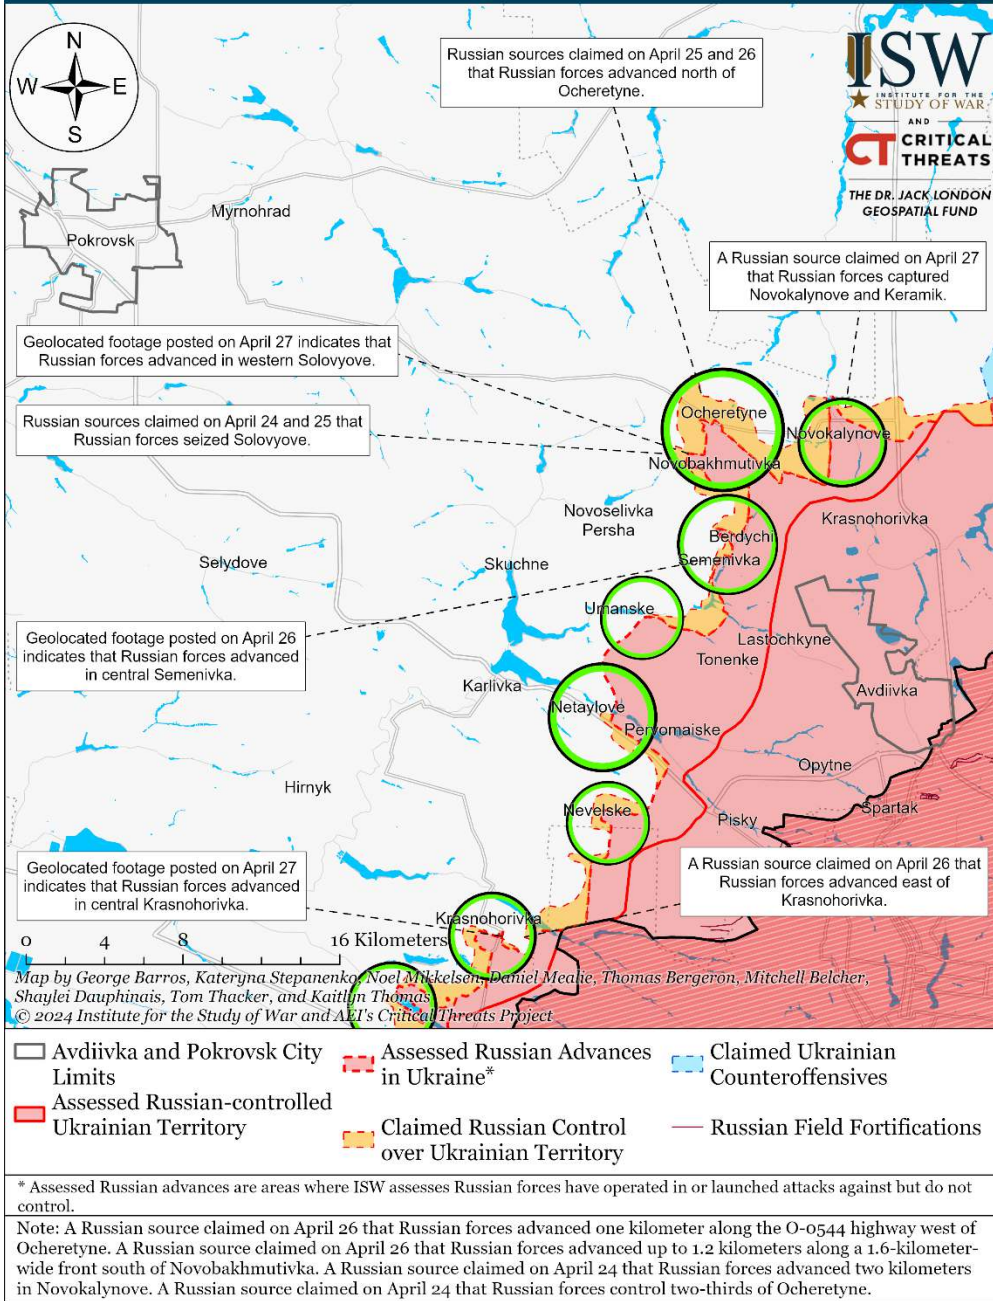 N
W
E
S
ISW
INSTITUTE FOR THE
STUDY OF WAR
AND
CT CRITICAL
THREATS
THE DR. JACK LONDON
GEOSPATIAL FUND
Russian sources claimed on April 25 and 26
that Russian forces advanced north of
Ocheretyne.
Myrnohrad
Pokrovsk
A Russian source claimed on April 27
that Russian forces captured
Novokalynove and Keramik.
Geolocated footage posted on April 27 indicates that
Russian forces advanced in western Solovyove.
Russian sources claimed on April 24 and 25 that
Russian forces seized Solovyove.
Ocheretyne
Novokalynove
Novobakhmutivka
Novoselivka
Persha
Krasnohorivka
Berdychi
Semenivka
Selydove
Skuchne
Umanske
Geolocated footage posted on April 26
indicates that Russian forces advanced
in central Semenivka.
Lastochkyne
Tonenke
Karlivka
Avdiivka
Netaylove
Pervomaiske
Opytne
Hirnyk
Nevelske
Pisky
Spartak
Geolocated footage posted on April 27
indicates that Russian forces advanced
in central Krasnohorivka.
A Russian source claimed on April 26 that
Russian forces advanced east of
Krasnohorivka.
Krasnohorivka
0 4 8 16 Kilometers
Map by George Barros, Kateryna Stepanenko, Noel Mikkelsen, Daniel Mealie, Thomas Bergeron, Mitchell Belcher,
Shaylei Dauphinais, Tom Thacker, and Kaitlyn Thomas
© 2024 Institute for the Study of War and AEI's Critical Threats Project
Avdiivka and Pokrovsk City
Limits
Assessed Russian-controlled
Ukrainian Territory
Assessed Russian Advances
in Ukraine*
Claimed Russian Control
over Ukrainian Territory
Claimed Ukrainian
Counteroffensives
Russian Field Fortifications
* Assessed Russian advances are areas where ISW assesses Russian forces have operated in or launched attacks against but do not
control.
Note: A Russian source claimed on April 26 that Russian forces advanced one kilometer along the O-0544 highway west of
Ocheretyne. A Russian source claimed on April 26 that Russian forces advanced up to 1.2 kilometers along a 1.6-kilometer-
wide front south of Novobakhmutivka. A Russian source claimed on April 24 that Russian forces advanced two kilometers
in Novokalynove. A Russian source claimed on April 24 that Russian forces control two-thirds of Ocheretyne.